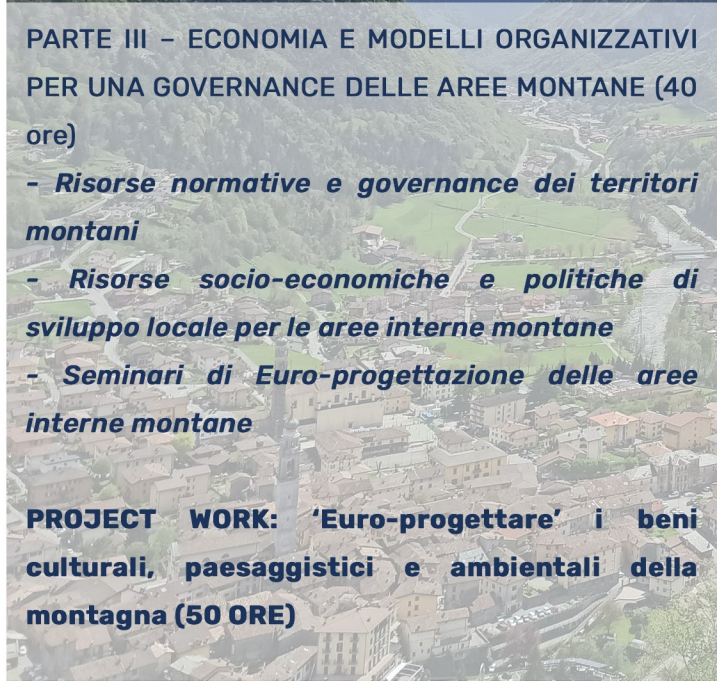 PARTE III – ECONOMIA E MODELLI ORGANIZZATIVI
PER UNA GOVERNANCE DELLE AREE MONTANE (40
ore)
- Risorse normative e governance dei territori
montani
- Risorse socio-economiche e politiche di
sviluppo locale per le aree interne montane
- Seminari di Euro-progettazione delle aree
interne montane
PROJECT WORK: ‘Euro-progettare’ i beni
culturali, paesaggistici e ambientali della
montagna (50 ORE)